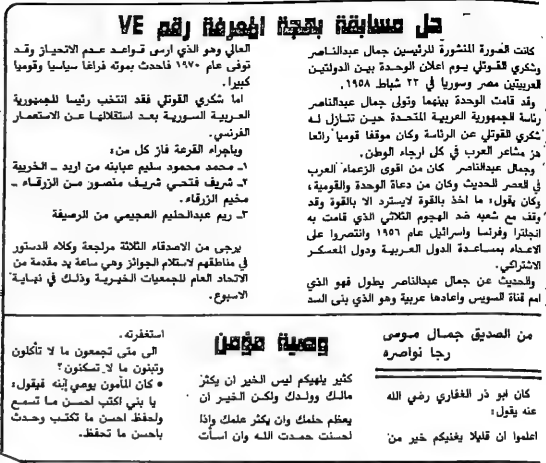 حل مسابقة بهجة المعرفة رقم ٧٤
كانت الصورة المنشورة للرئيسين جمال عبدالناصر
وشكري القوتلي يوم اعلان الوحدة بين الدولتين
العربيتين مصر وسوريا في ٢٢ شباط ١٩٥٨.
وقد قامت الوحدة بينهما وتولى جمال عبدالناصر
رئاسة الجمهورية العربية المتحدة حين تنازل له
شكري القوتلي عن الرئاسة وكان موقفا قوميا رائعا
هز مشاعر العرب في كل ارجاء الوطن.
وجمال عبدالناصر كان من اقوى الزعماء العرب
في العصر الحديث وكان من دعاة الوحدة والقومية،
وكان يقول: ما اخذ بالقوة لايسترد الا بالقوة وقد
وقف مع شعبه ضد الهجوم الثلاثي الذي قامت به
انجلترا وفرنسا واسرائيل عام ١٩٥٦ وانتصروا على
الاعداء بمساعدة الدول العربية ودول المعسكر
الاشتراكي.
والحديث عن جمال عبدالناصر يطول فهو الذي
امم قناة السويس واعادها عربية وهو الذي بنى السد
العالي وهو الذي ارسى قواعد عدم الانحياز وقد
توفى عام ١٩٧٠ فاحدث بموته فراغا سياسيا وقوميا
كبيرا.
اما شكري القوتلي فقد انتخب رئيسا للجمهورية
العربية السورية بعد استقلالها عن الاستعمار
الفرنسي.
وباجراء القرعة فاز كل من:
١ـ محمد محمود سليم عبابنه من اربد ـ الخريبة
٢ـ شريف فتحي شريف منصور من الزرقاء ـ
مخيم الزرقاء.
٣ـ ريم عبدالحليم العجيمي من الرصيفة
يرجى من الاصدقاء الثلاثة مراجعة وكلاء الدستور
في مناطقهم لاستلام الجوائز وهي ساعة يد مقدمة من
الاتحاد العام للجمعيات الخيرية وذلك في نهاية
الاسبوع.
وصية مؤمن
من الصديق جمال موسى
رجا نواصره
كان ابو ذر الغفاري رضي الله
عنه يقول:
اعلموا ان قليلا يغنيكم خير من
كثير يلهيكم ليس الخير ان يكثر
مالك وولدك ولكن الخير ان
يعظم حلمك وان يكثر علمك واذا
احسنت حمدت الله وان اسأت
استغفرته.
الى متى تجمعون ما لا تأكلون
وتبنون ما لا تسكنون؟
• كان المأمون يوصي إبنه فيقول:
يا بني اكتب احسن ما تسمع
ولحفظ احسن ما تكتب وحدث
باحسن ما تحفظ.